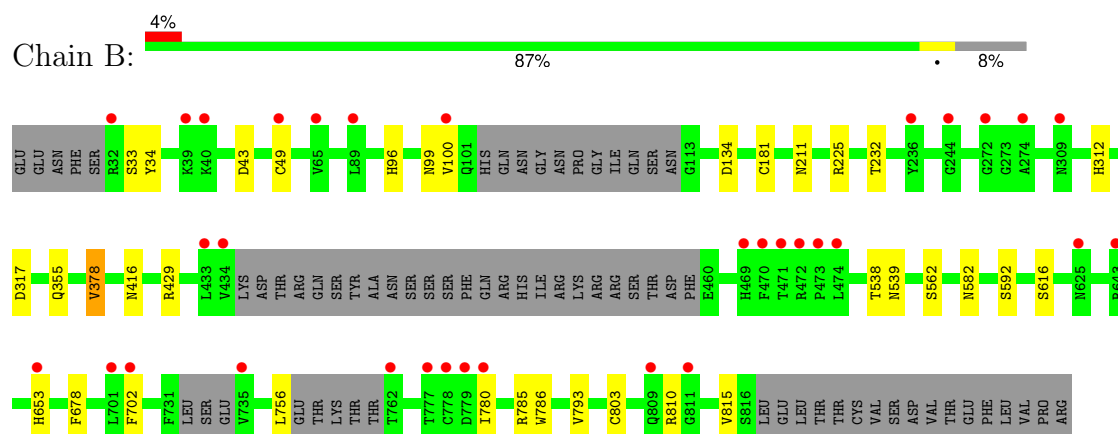 4%
Chain B:
87%
•
8%
GLU GLU ASN PHE SER R32 S33 Y34 K39 K40 D43 C49 V65 L89 H96 N99 V100 Q101 HIS GLN ASN GLY ASN PRO GLY ILE GLN SER ASN G113 D134 C181 N211 R225 T232 Y236 G244 G272 G273 A274 N309 H312
D317 Q355 V378 N416 R429 L433 V434 LYS ASP THR ARG GLN SER TYR ALA ASN SER SER SER PHE GLN ARG HIS ILE ARG LYS ARG ARG SER THR ASP PHE E460 H469 F470 T471 R472 P473 L474 T538 N539 S562 N582 S592 S616 N625
H653 F678 L701 F702 F731 LEU SER GLU V735 L756 GLU THR LYS THR THR T762 T777 C778 D779 I780 R785 W786 V793 C803 Q809 R810 G811 V815 S816 LEU GLU LEU THR THR CYS VAL SER ASP VAL THR GLU PHE LEU VAL PRO ARG